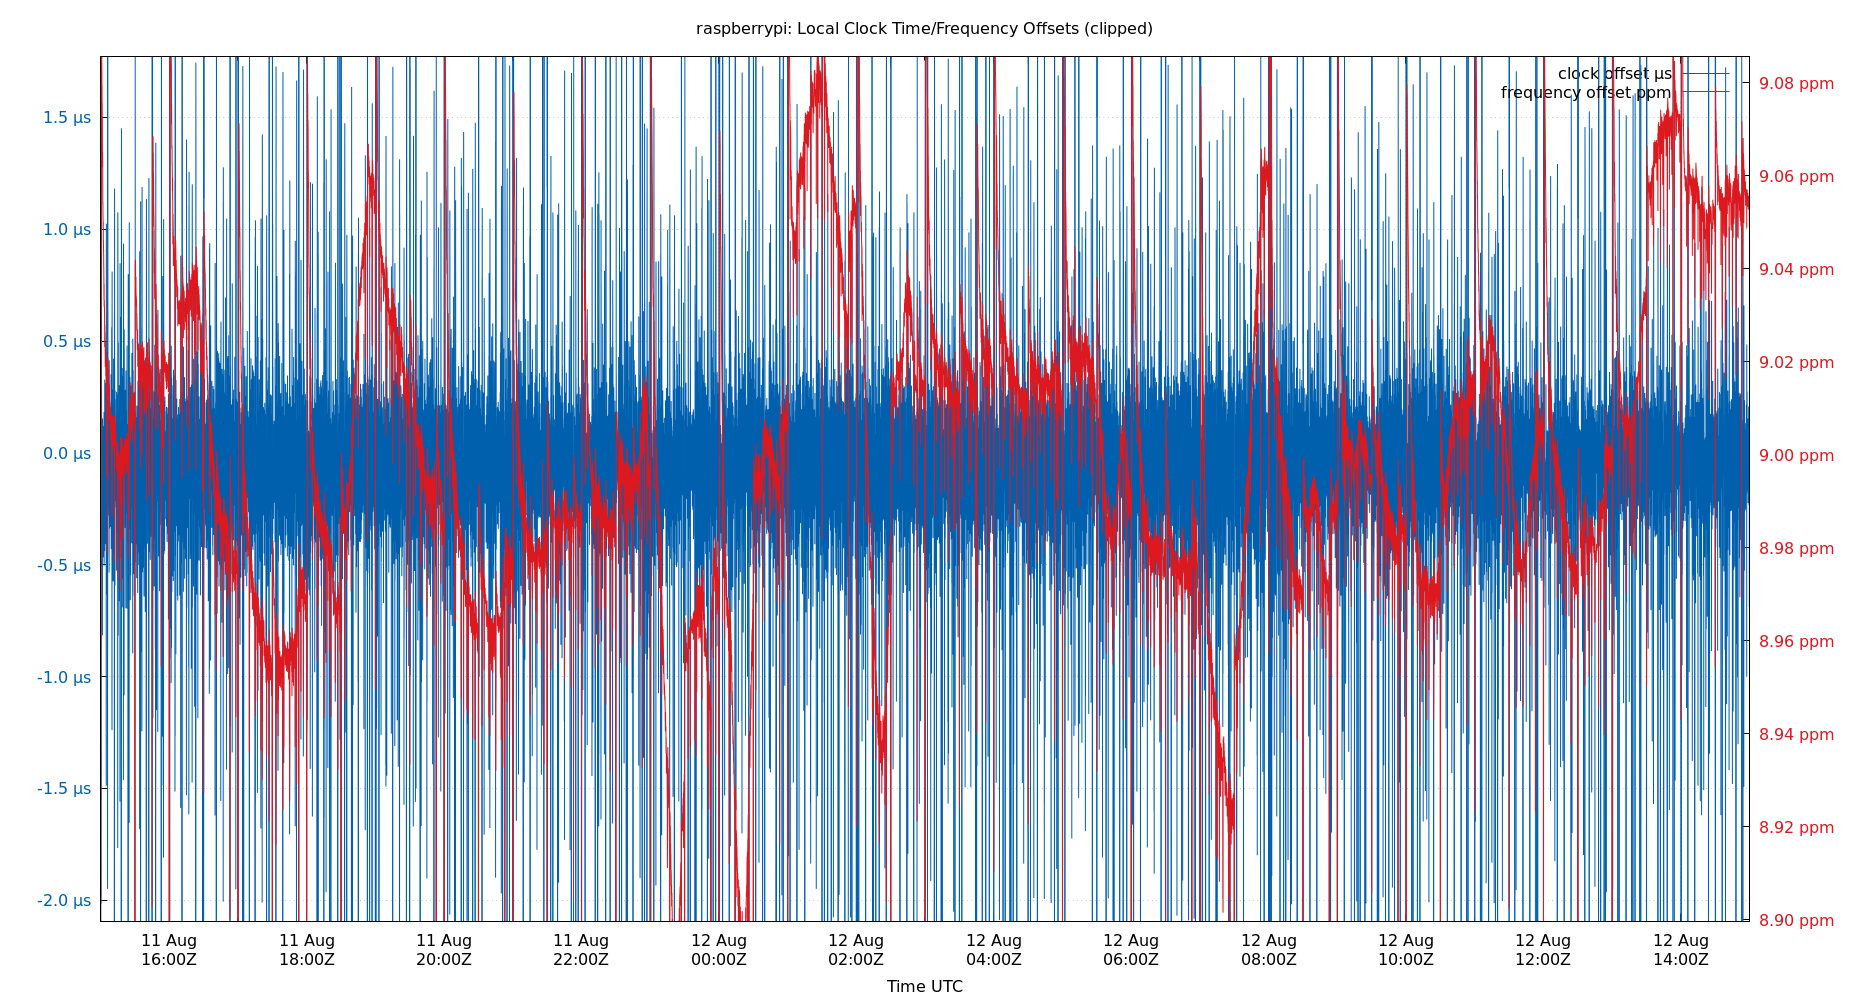 raspberrypi: Local Clock Time/Frequency Offsets (clipped)
clock offset µs
frequency offset ppm
1.5 µs
1.0 µs
0.5 µs
0.0 µs
-0.5 µs
-1.0 µs
-1.5 µs
-2.0 µs
9.08 ppm
9.06 ppm
9.04 ppm
9.02 ppm
9.00 ppm
8.98 ppm
8.96 ppm
8.94 ppm
8.92 ppm
8.90 ppm
11 Aug
16:00Z
11 Aug
18:00Z
11 Aug
20:00Z
11 Aug
22:00Z
12 Aug
00:00Z
12 Aug
02:00Z
12 Aug
04:00Z
12 Aug
06:00Z
12 Aug
08:00Z
12 Aug
10:00Z
12 Aug
12:00Z
12 Aug
14:00Z
Time UTC